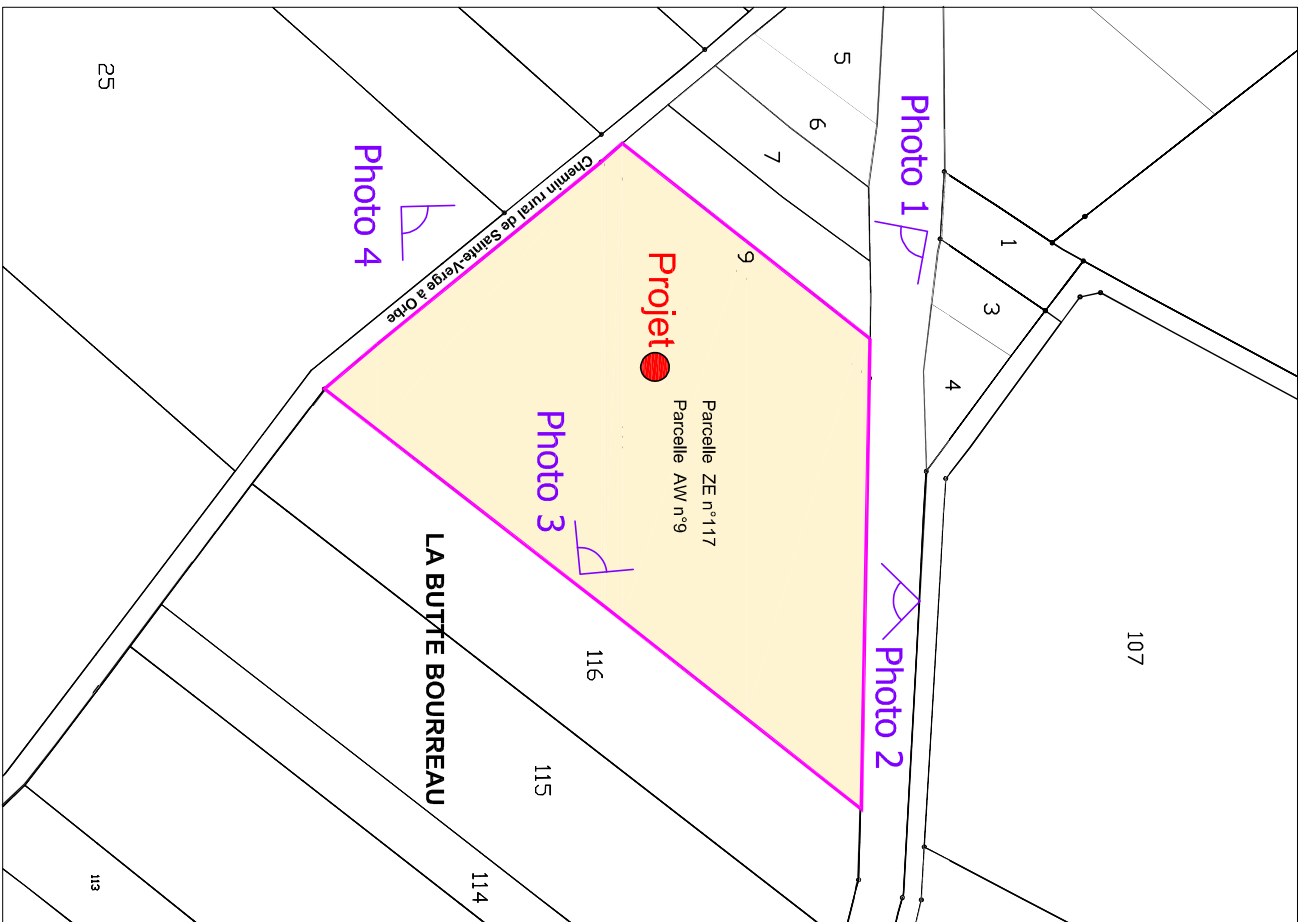 25
5
6
7
Photo 1
1
3
4
107
Photo 4
Chemin rural de Sainte-Verge à Orbe
9
Projet
Parcelle ZE n°117
Parcelle AW n°9
Photo 3
Photo 2
116
LA BUTTE BOURREAU
115
114
113